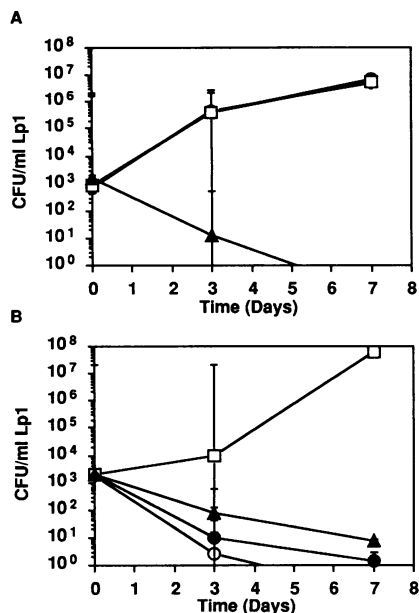 A
10⁸
10⁷
10⁶
10⁵
10⁴
10³
10²
10¹
10⁰
CFU/ml Lp1
0 1 2 3 4 5 6 7 8
Time (Days)
B
10⁸
10⁷
10⁶
10⁵
10⁴
10³
10²
10¹
10⁰
CFU/ml Lp1
0 1 2 3 4 5 6 7 8
Time (Days)